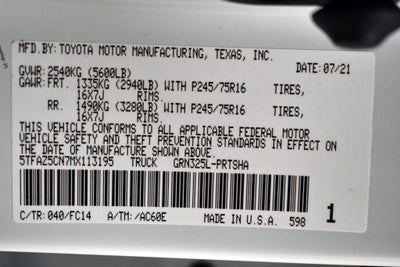 MFD.BY: TOYOTA MOTOR MANUFACTURING, TEXAS, INC.
DATE: 07/21
GVWR: 2540KG (5600LB)
GAWR: FRT. 1335KG (2940LB) WITH P245/75R16 TIRES,
16X7J RIMS.
RR. 1490KG (3280LB) WITH P245/75R16 TIRES,
16X7J RIMS.
THIS VEHICLE CONFORMS TO ALL APPLICABLE FEDERAL MOTOR
VEHICLE SAFETY AND THEFT PREVENTION STANDARDS IN EFFECT ON
THE DATE OF MANUFACTURE SHOWN ABOVE.
5TFAZ5CN7MX113195 TRUCK GRN325L-PRTSHA
C/TR: 040/FC14 A/TM: /AC60E MADE IN U.S.A. 598 1